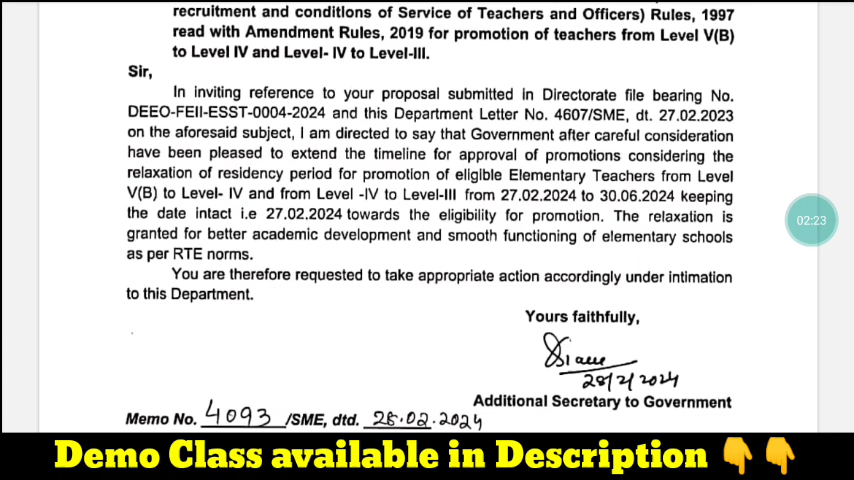 recruitment and conditions of Service of Teachers and Officers) Rules, 1997
read with Amendment Rules, 2019 for promotion of teachers from Level V(B)
to Level IV and Level- IV to Level-III.
Sir,
In inviting reference to your proposal submitted in Directorate file bearing No.
DEEO-FEII-ESST-0004-2024 and this Department Letter No. 4607/SME, dt. 27.02.2023
on the aforesaid subject, I am directed to say that Government after careful consideration
have been pleased to extend the timeline for approval of promotions considering the
relaxation of residency period for promotion of eligible Elementary Teachers from Level
V(B) to Level- IV and from Level -IV to Level-III from 27.02.2024 to 30.06.2024 keeping
the date intact i.e 27.02.2024 towards the eligibility for promotion. The relaxation is
granted for better academic development and smooth functioning of elementary schools
as per RTE norms.
You are therefore requested to take appropriate action accordingly under intimation
to this Department.
02:23
Yours faithfully,
28/2/2024
Additional Secretary to Government
Memo No. 4093 /SME, dtd. 28.02.2024
Demo Class available in Description 👇👇